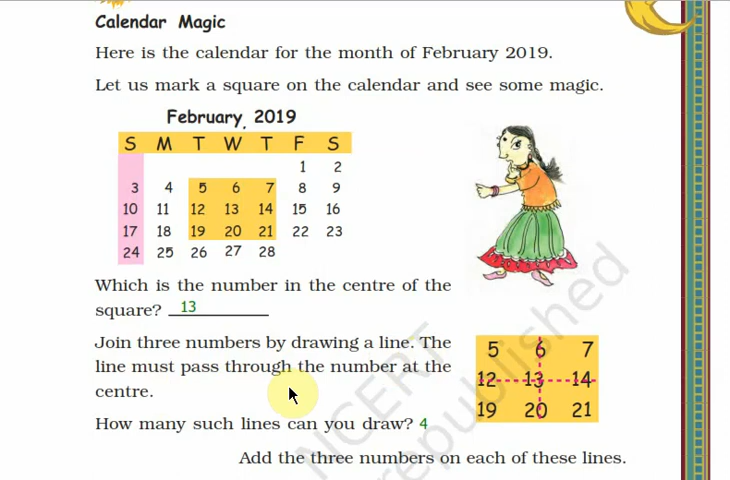 Calendar Magic
Here is the calendar for the month of February 2019.
Let us mark a square on the calendar and see some magic.
February, 2019
S M T W T F S
1 2
3 4 5 6 7 8 9
10 11 12 13 14 15 16
17 18 19 20 21 22 23
24 25 26 27 28
Which is the number in the centre of the
square? 13
Join three numbers by drawing a line. The
line must pass through the number at the
centre.
How many such lines can you draw? 4
5 6 7
12 13 14
19 20 21
Add the three numbers on each of these lines.
NCERT
republished